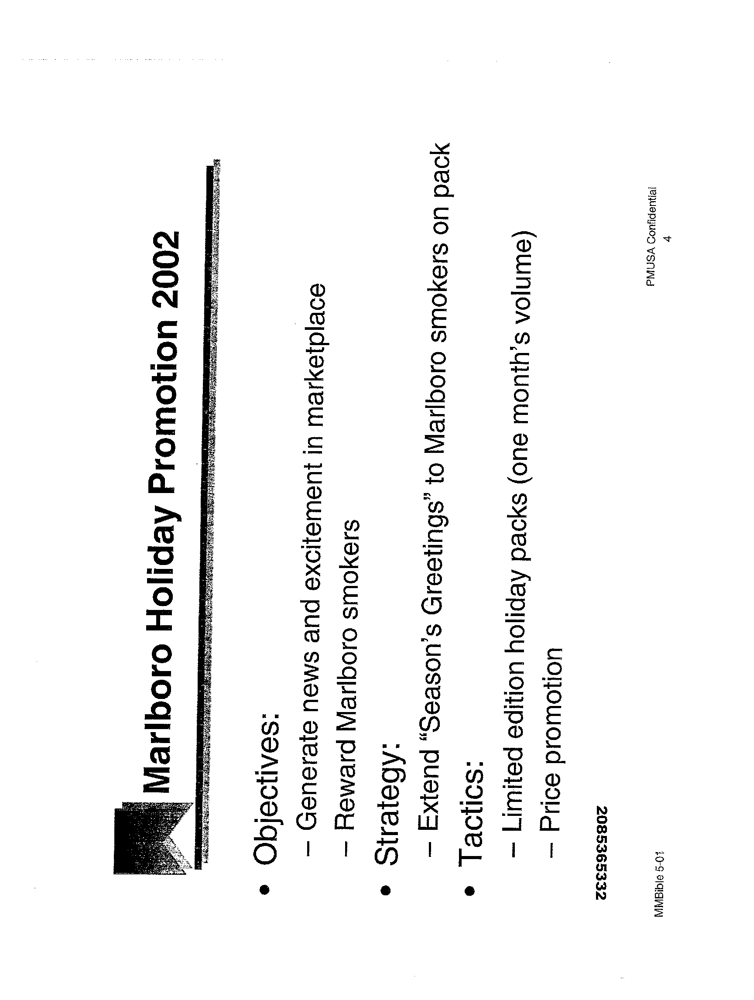 Marlboro Holiday Promotion 2002
• Objectives:
– Generate news and excitement in marketplace
– Reward Marlboro smokers
• Strategy:
– Extend “Season’s Greetings” to Marlboro smokers on pack
• Tactics:
– Limited edition holiday packs (one month’s volume)
– Price promotion
2085365332
MMBible 5-01
PMUSA Confidential
4